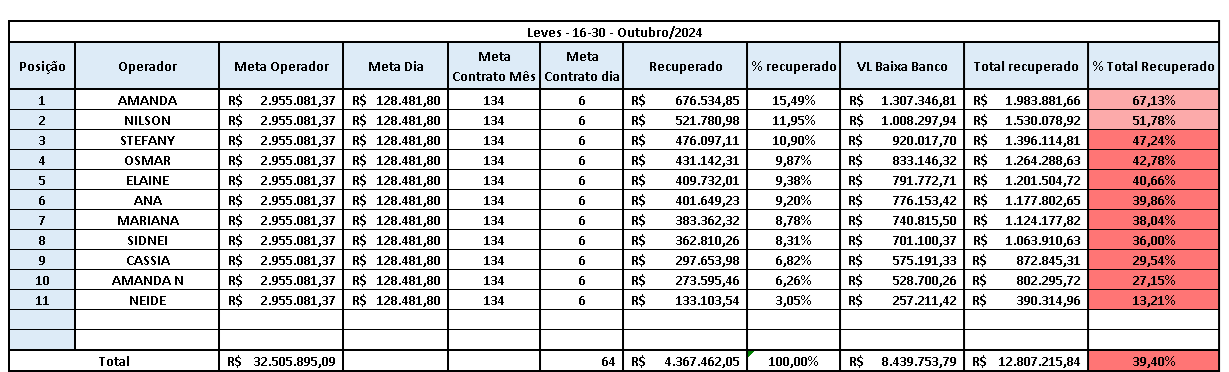 Leves - 16-30 - Outubro/2024
Posição Operador Meta Operador Meta Dia Meta Contrato Mês Meta Contrato dia Recuperado % recuperado VL Baixa Banco Total recuperado % Total Recuperado
1 AMANDA R$ 2.955.081,37 R$ 128.481,80 134 6 R$ 676.534,85 15,49% R$ 1.307.346,81 R$ 1.983.881,66 67,13%
2 NILSON R$ 2.955.081,37 R$ 128.481,80 134 6 R$ 521.780,98 11,95% R$ 1.008.297,94 R$ 1.530.078,92 51,78%
3 STEFANY R$ 2.955.081,37 R$ 128.481,80 134 6 R$ 476.097,11 10,90% R$ 920.017,70 R$ 1.396.114,81 47,24%
4 OSMAR R$ 2.955.081,37 R$ 128.481,80 134 6 R$ 431.142,31 9,87% R$ 833.146,32 R$ 1.264.288,63 42,78%
5 ELAINE R$ 2.955.081,37 R$ 128.481,80 134 6 R$ 409.732,01 9,38% R$ 791.772,71 R$ 1.201.504,72 40,66%
6 ANA R$ 2.955.081,37 R$ 128.481,80 134 6 R$ 401.649,23 9,20% R$ 776.153,42 R$ 1.177.802,65 39,86%
7 MARIANA R$ 2.955.081,37 R$ 128.481,80 134 6 R$ 383.362,32 8,78% R$ 740.815,50 R$ 1.124.177,82 38,04%
8 SIDNEI R$ 2.955.081,37 R$ 128.481,80 134 6 R$ 362.810,26 8,31% R$ 701.100,37 R$ 1.063.910,63 36,00%
9 CASSIA R$ 2.955.081,37 R$ 128.481,80 134 6 R$ 297.653,98 6,82% R$ 575.191,33 R$ 872.845,31 29,54%
10 AMANDA N R$ 2.955.081,37 R$ 128.481,80 134 6 R$ 273.595,46 6,26% R$ 528.700,26 R$ 802.295,72 27,15%
11 NEIDE R$ 2.955.081,37 R$ 128.481,80 134 6 R$ 133.103,54 3,05% R$ 257.211,42 R$ 390.314,96 13,21%
Total R$ 32.505.895,09 64 R$ 4.367.462,05 100,00% R$ 8.439.753,79 R$ 12.807.215,84 39,40%